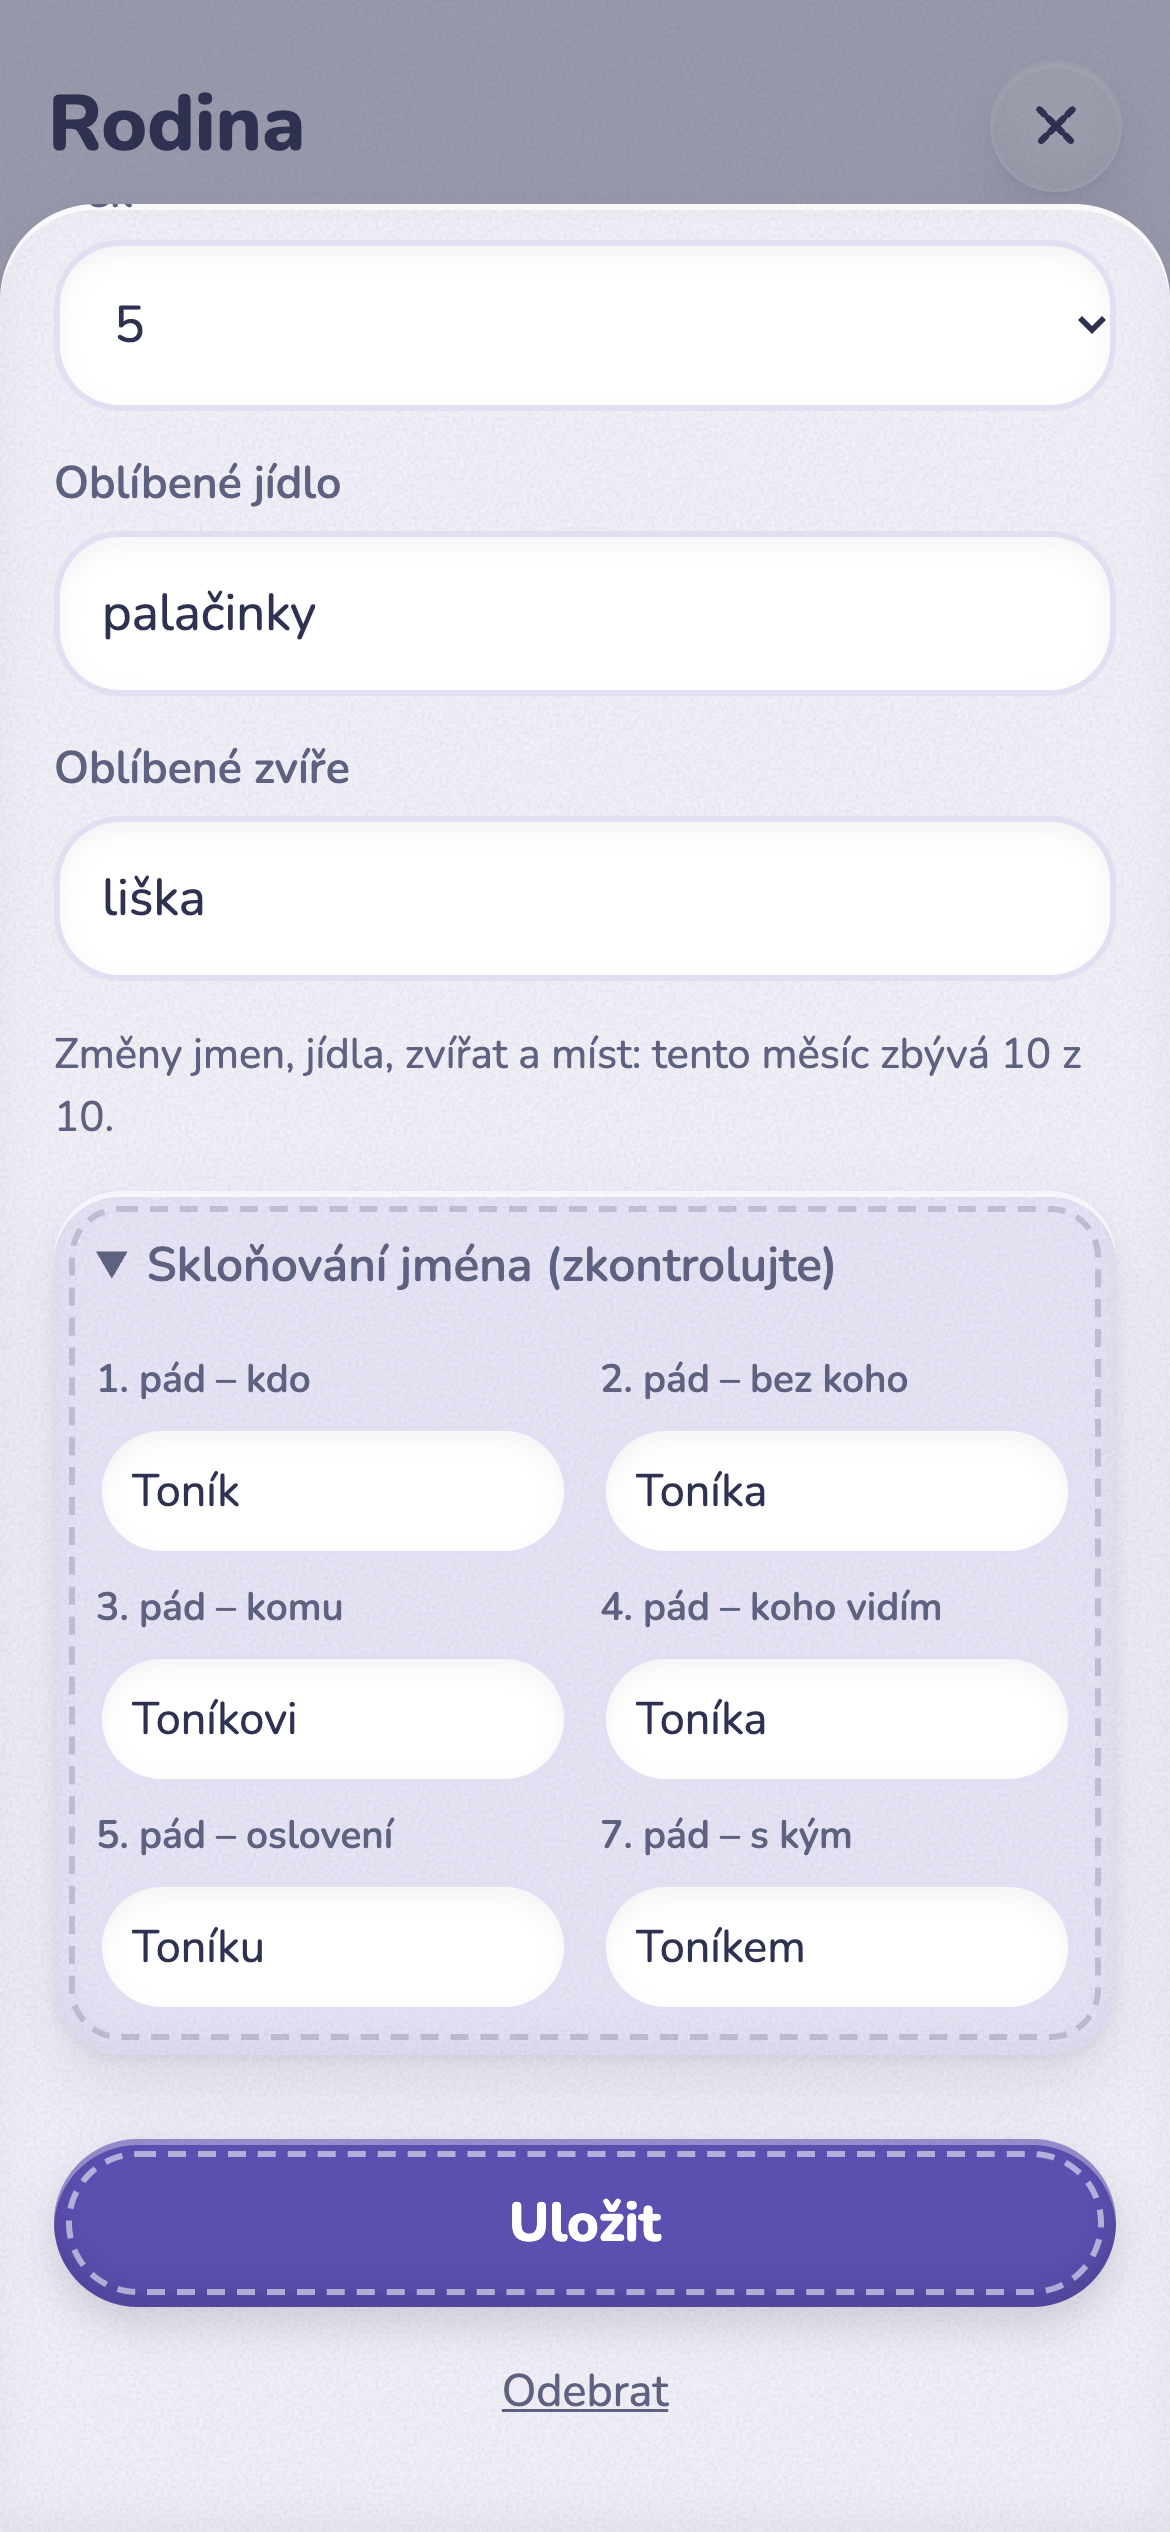 Rodina
5
Oblíbené jídlo
palačinky
Oblíbené zvíře
liška
Změny jmen, jídla, zvířat a míst: tento měsíc zbývá 10 z
10.
▼ Skloňování jména (zkontrolujte)
1. pád – kdo
2. pád – bez koho
Toník
Toníka
3. pád – komu
4. pád – koho vidím
Toníkovi
Toníka
5. pád – oslovení
7. pád – s kým
Toníku
Toníkem
Uložit
Odebrat